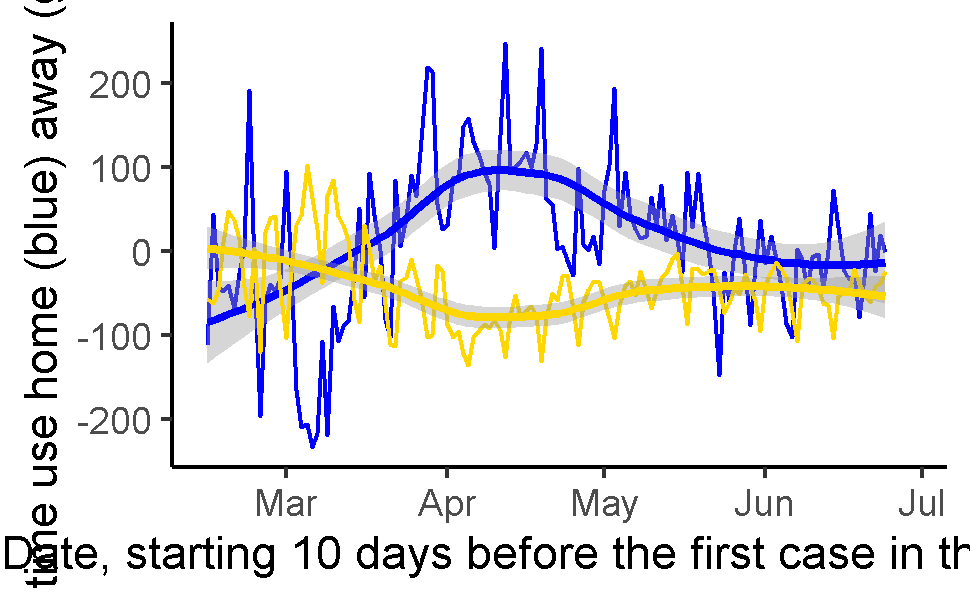 time use home (blue) away (
200
100
0
-100
-200
Mar Apr May Jun Jul
Date, starting 10 days before the first case in th